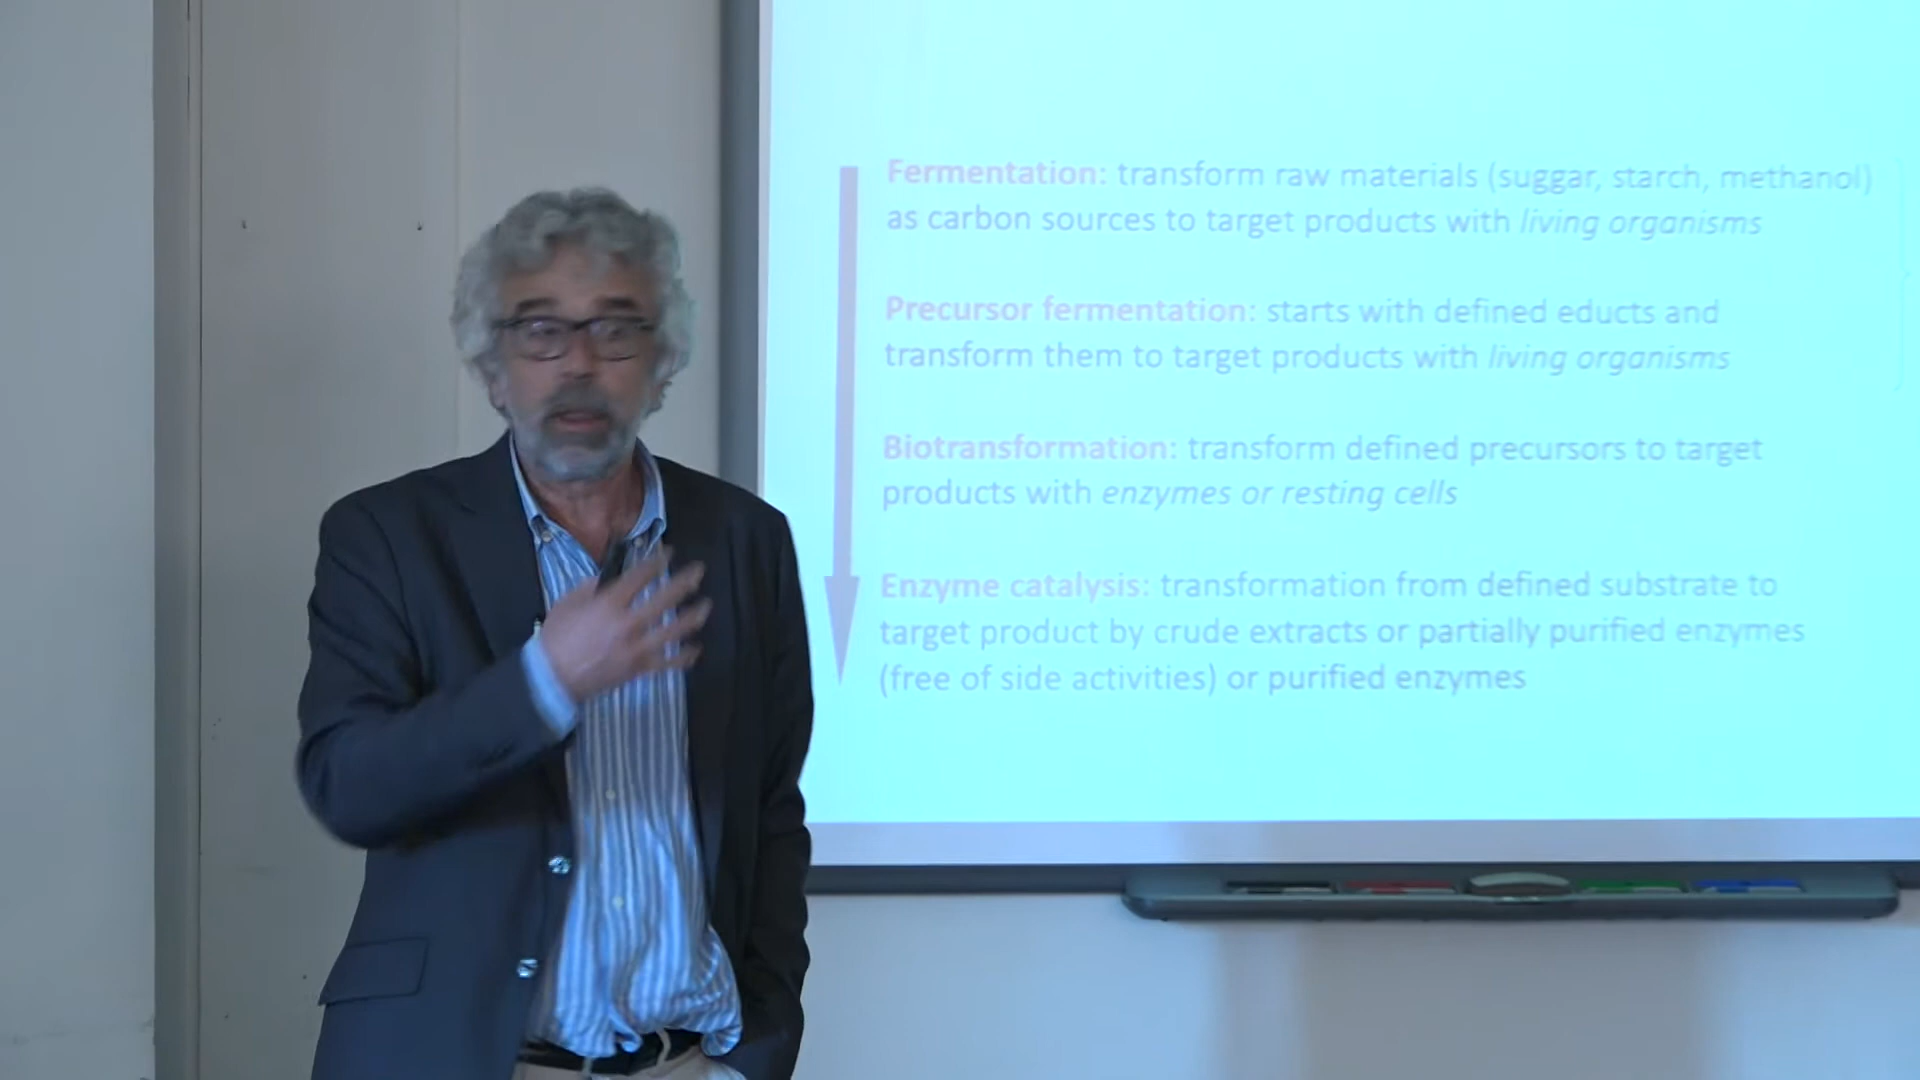 Fermentation: transform raw materials (suggar, starch, methanol)
as carbon sources to target products with living organisms
Precursor fermentation: starts with defined educts and
transform them to target products with living organisms
Biotransformation: transform defined precursors to target
products with enzymes or resting cells
Enzyme catalysis: transformation from defined substrate to
target product by crude extracts or partially purified enzymes
(free of side activities) or purified enzymes